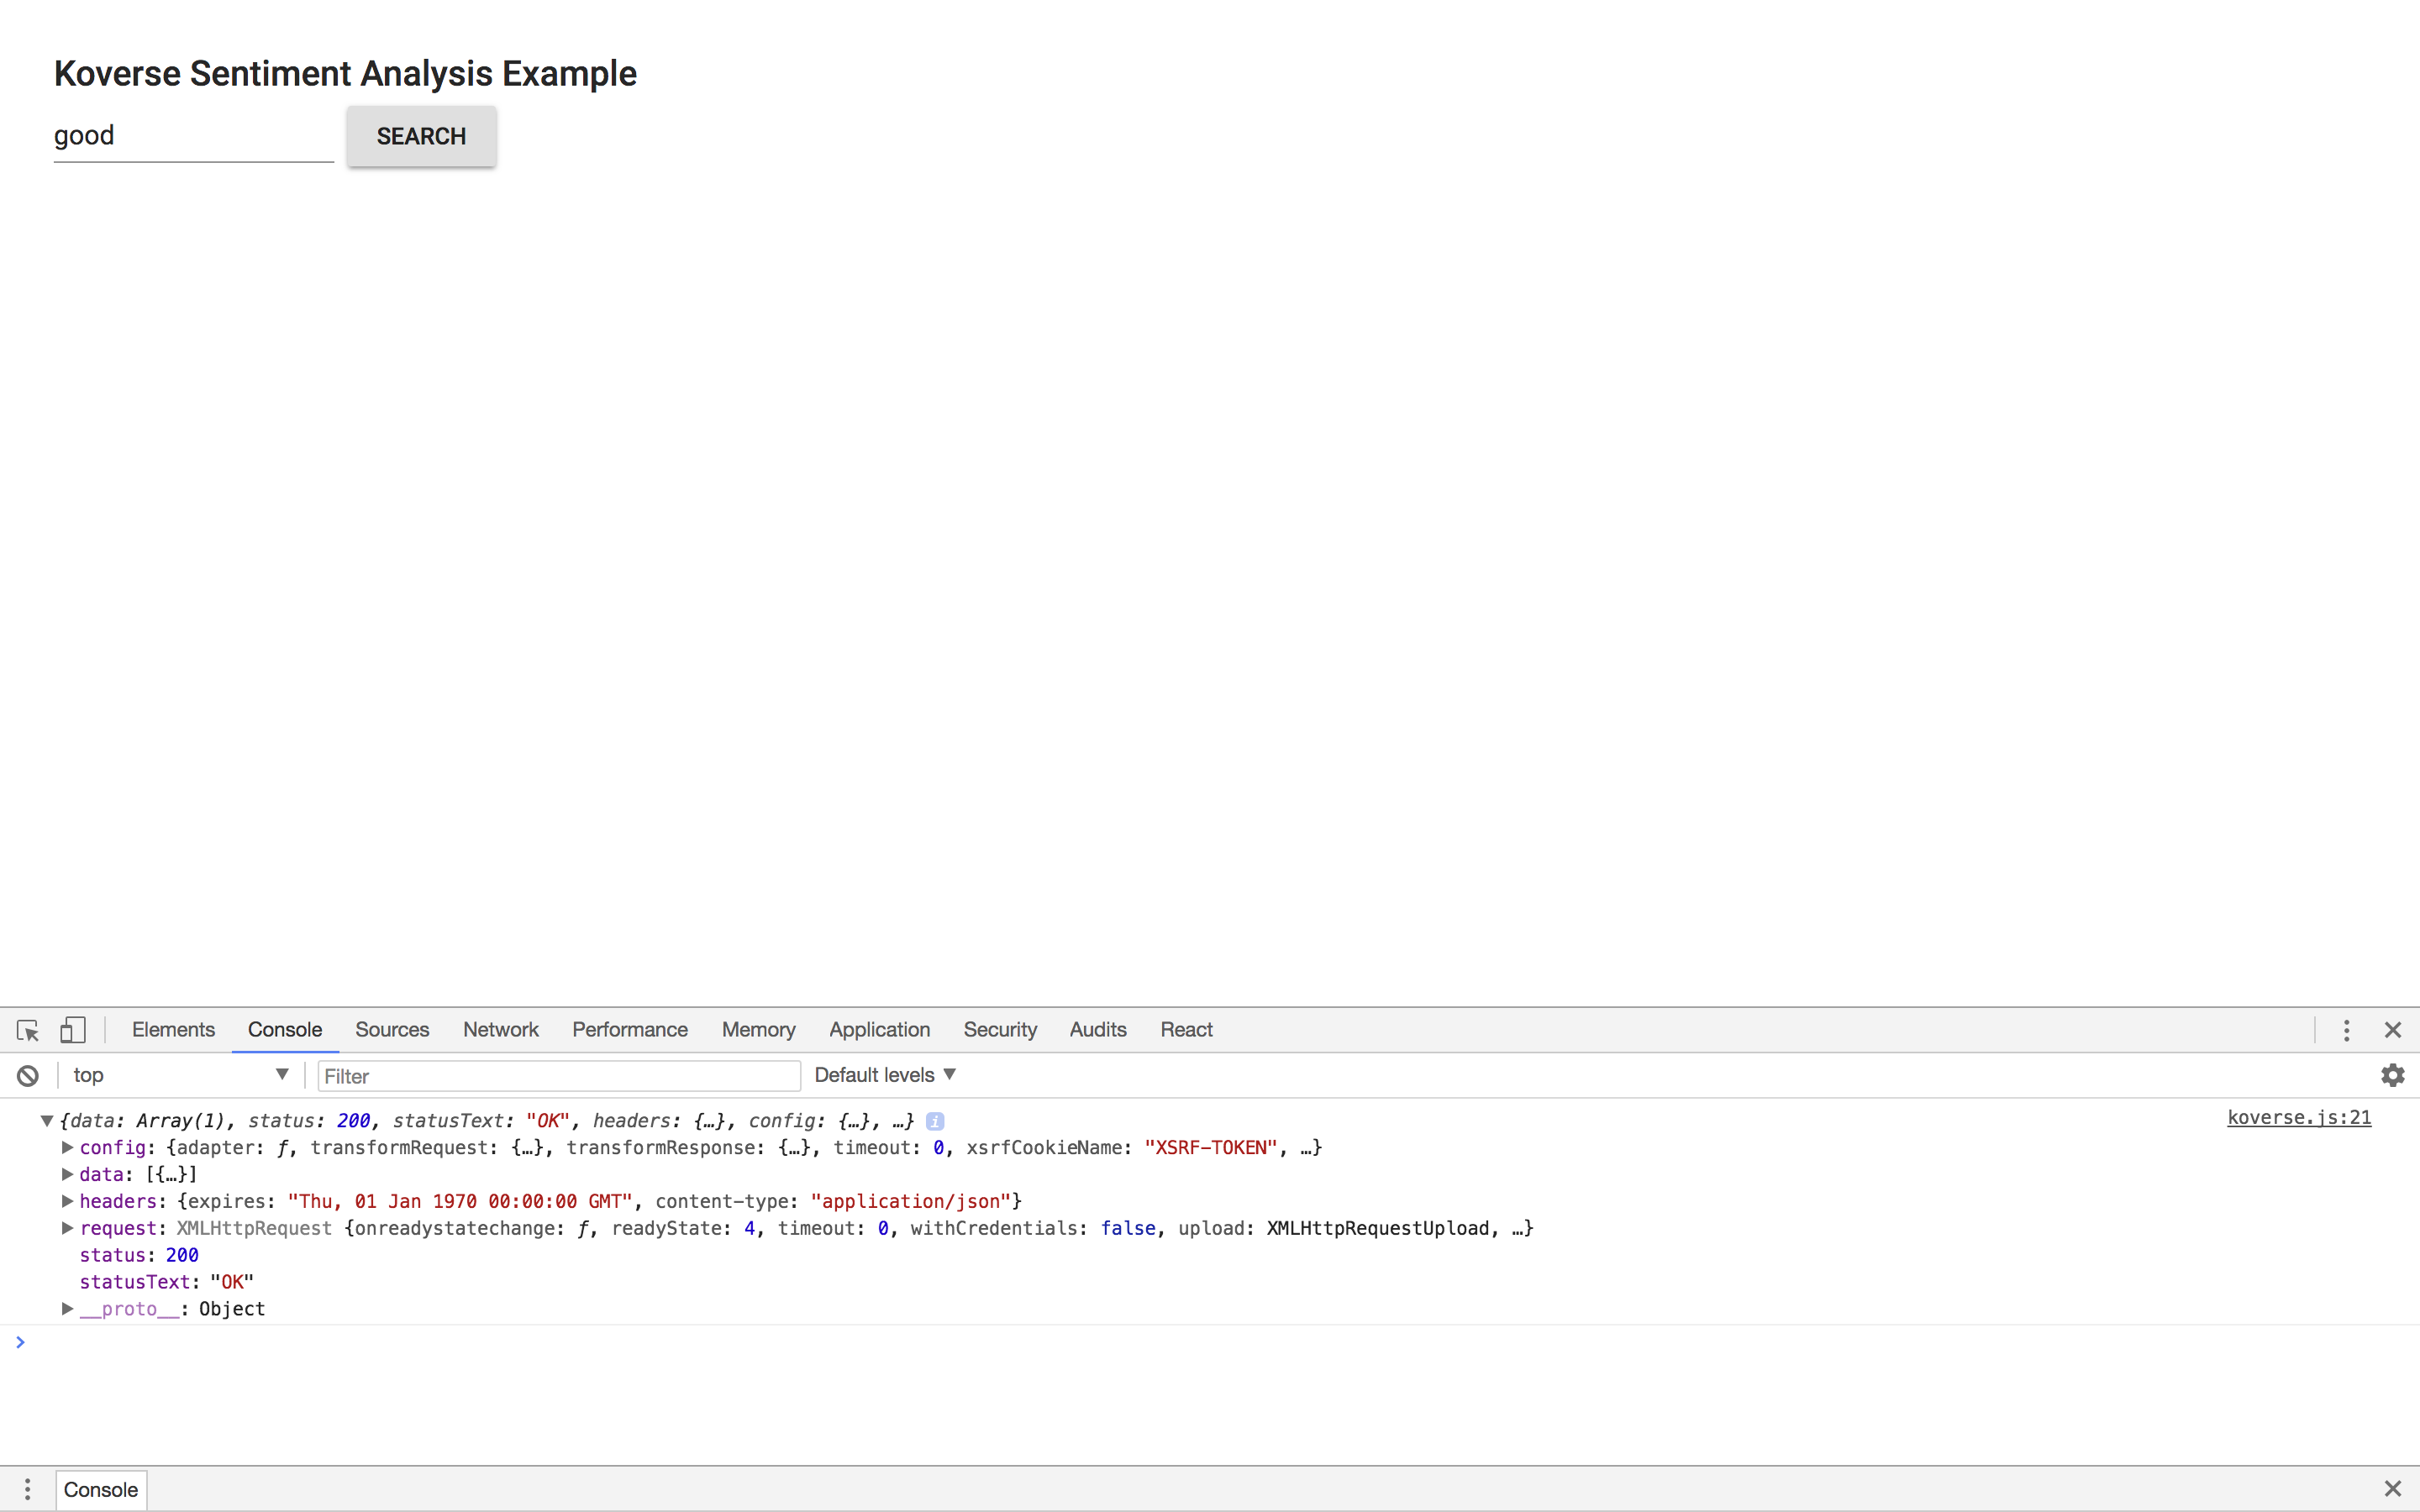 Koverse Sentiment Analysis Example
good SEARCH
Elements Console Sources Network Performance Memory Application Security Audits React
top Filter Default levels
{data: Array(1), status: 200, statusText: "OK", headers: {…}, config: {…}, …} i koverse.js:21
config: {adapter: ƒ, transformRequest: {…}, transformResponse: {…}, timeout: 0, xsrfCookieName: "XSRF-TOKEN", …}
data: [{…}]
headers: {expires: "Thu, 01 Jan 1970 00:00:00 GMT", content-type: "application/json"}
request: XMLHttpRequest {onreadystatechange: ƒ, readyState: 4, timeout: 0, withCredentials: false, upload: XMLHttpRequestUpload, …}
status: 200
statusText: "OK"
__proto__: Object
Console